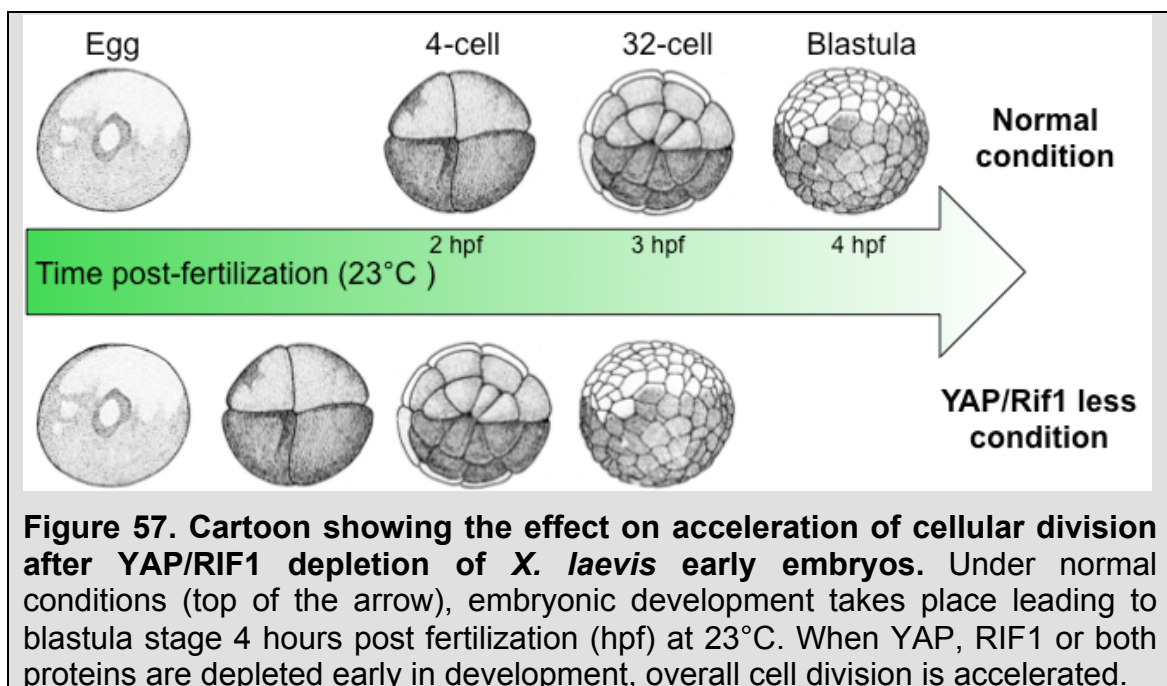 Egg 4-cell 32-cell Blastula
Normal
condition
2 hpf 3 hpf 4 hpf
Time post-fertilization (23°C )
YAP/Rif1 less
condition
Figure 57. Cartoon showing the effect on acceleration of cellular division
after YAP/RIF1 depletion of X. laevis early embryos. Under normal
conditions (top of the arrow), embryonic development takes place leading to
blastula stage 4 hours post fertilization (hpf) at 23°C. When YAP, RIF1 or both
proteins are depleted early in development, overall cell division is accelerated.